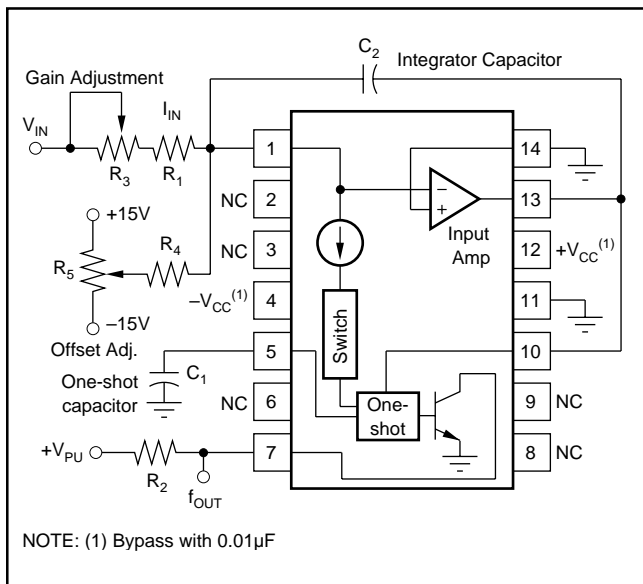 C2
Integrator Capacitor
Gain Adjustment
VIN
IIN
R3
R1
1
14
– 
+
Input
Amp
NC
2
13
+15V
R5
R4
NC
3
12
+VCC(1)
–VCC(1)
4
11
–15V
Offset Adj.
Switch
One-shot
capacitor
C1
5
10
NC
6
One-
shot
9
NC
+VPU
R2
7
8
NC
fOUT
NOTE: (1) Bypass with 0.01µF